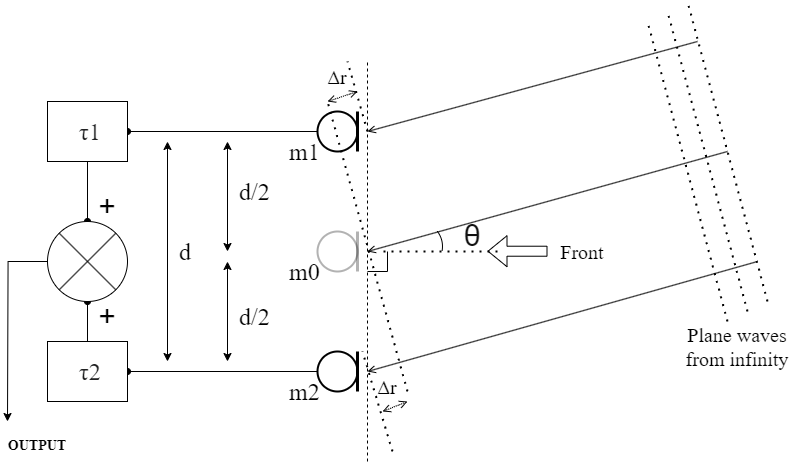 Δr
τ1
m1
+
d/2
d
θ
Front
m0
+
d/2
Plane waves
from infinity
τ2
m2
Δr
OUTPUT